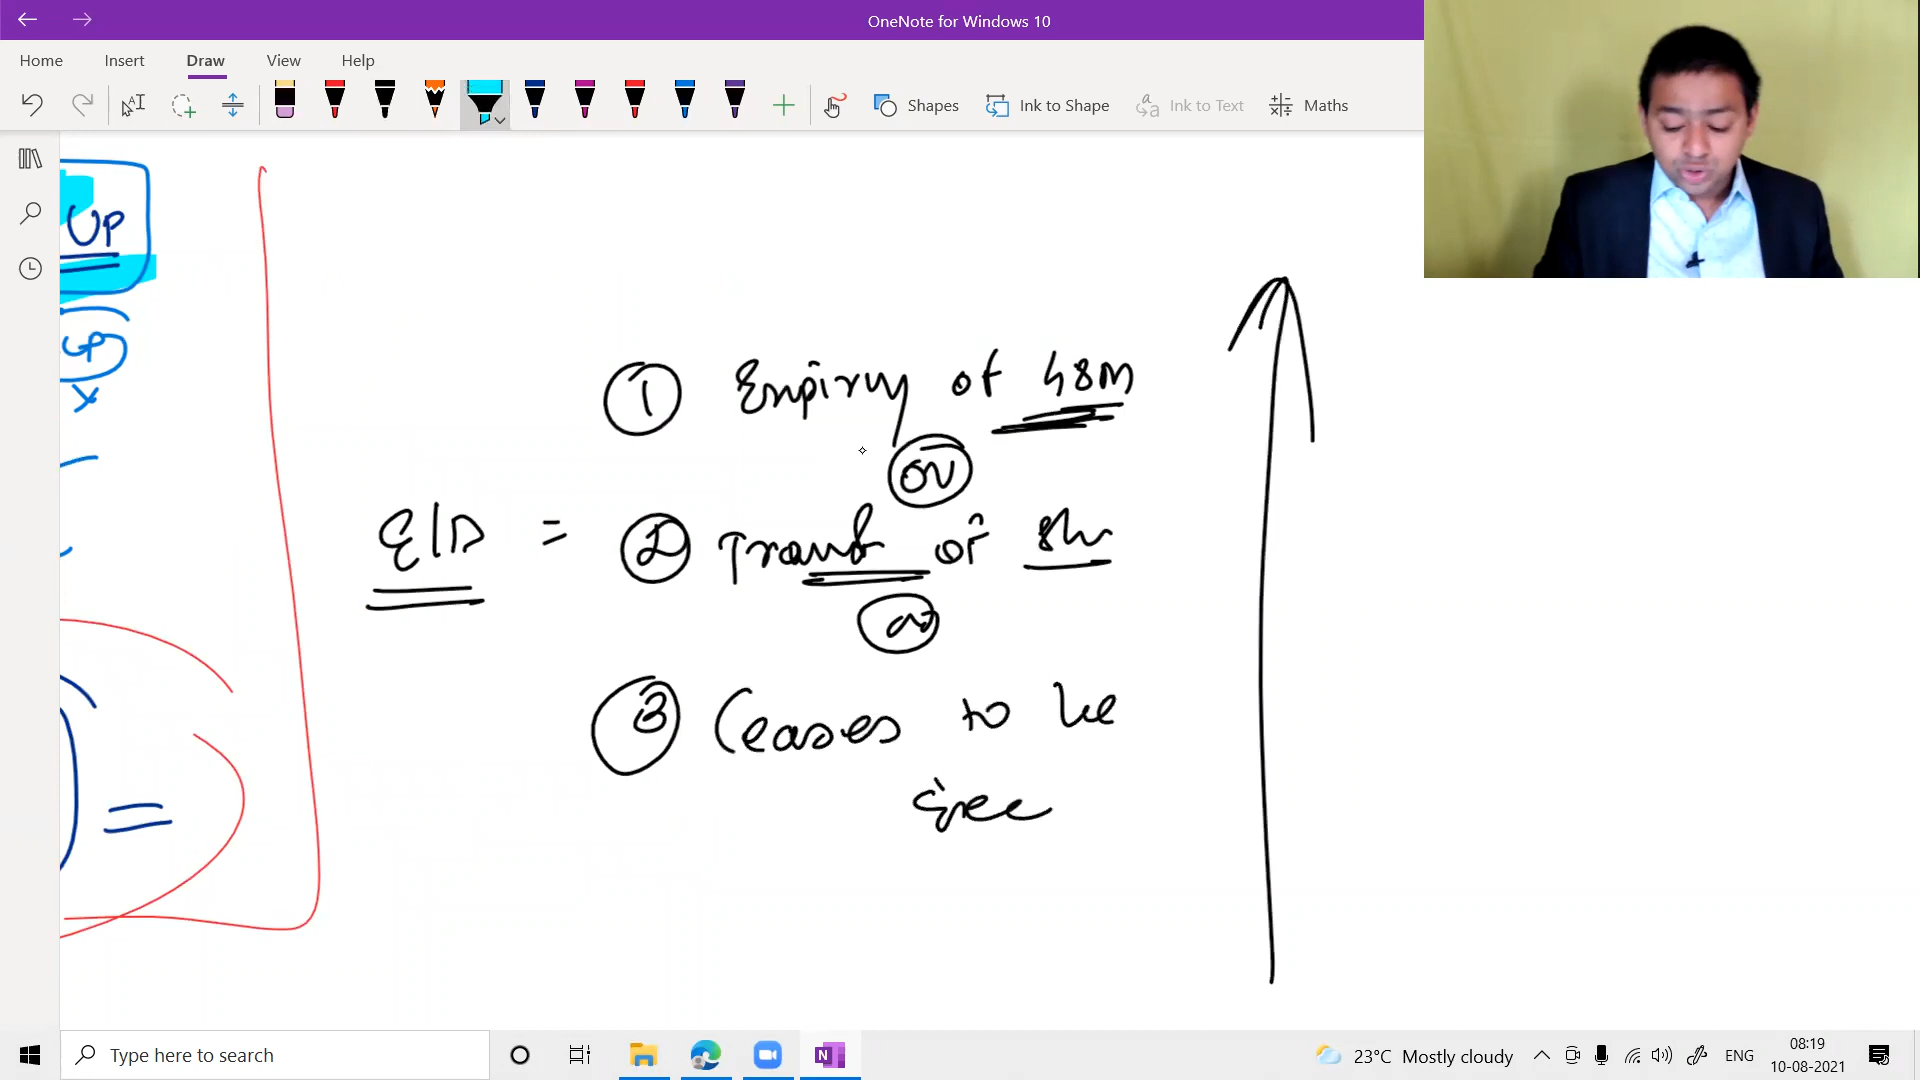 OneNote for Windows 10
Home Insert Draw View Help
Shapes Ink to Shape Ink to Text Maths
UP
UP
X
① Expiry of 48M
or
E/D = ② Transf of Sh
or
③ Ceases to be
Type here to search
23°C Mostly cloudy
ENG
08:19
10-08-2021